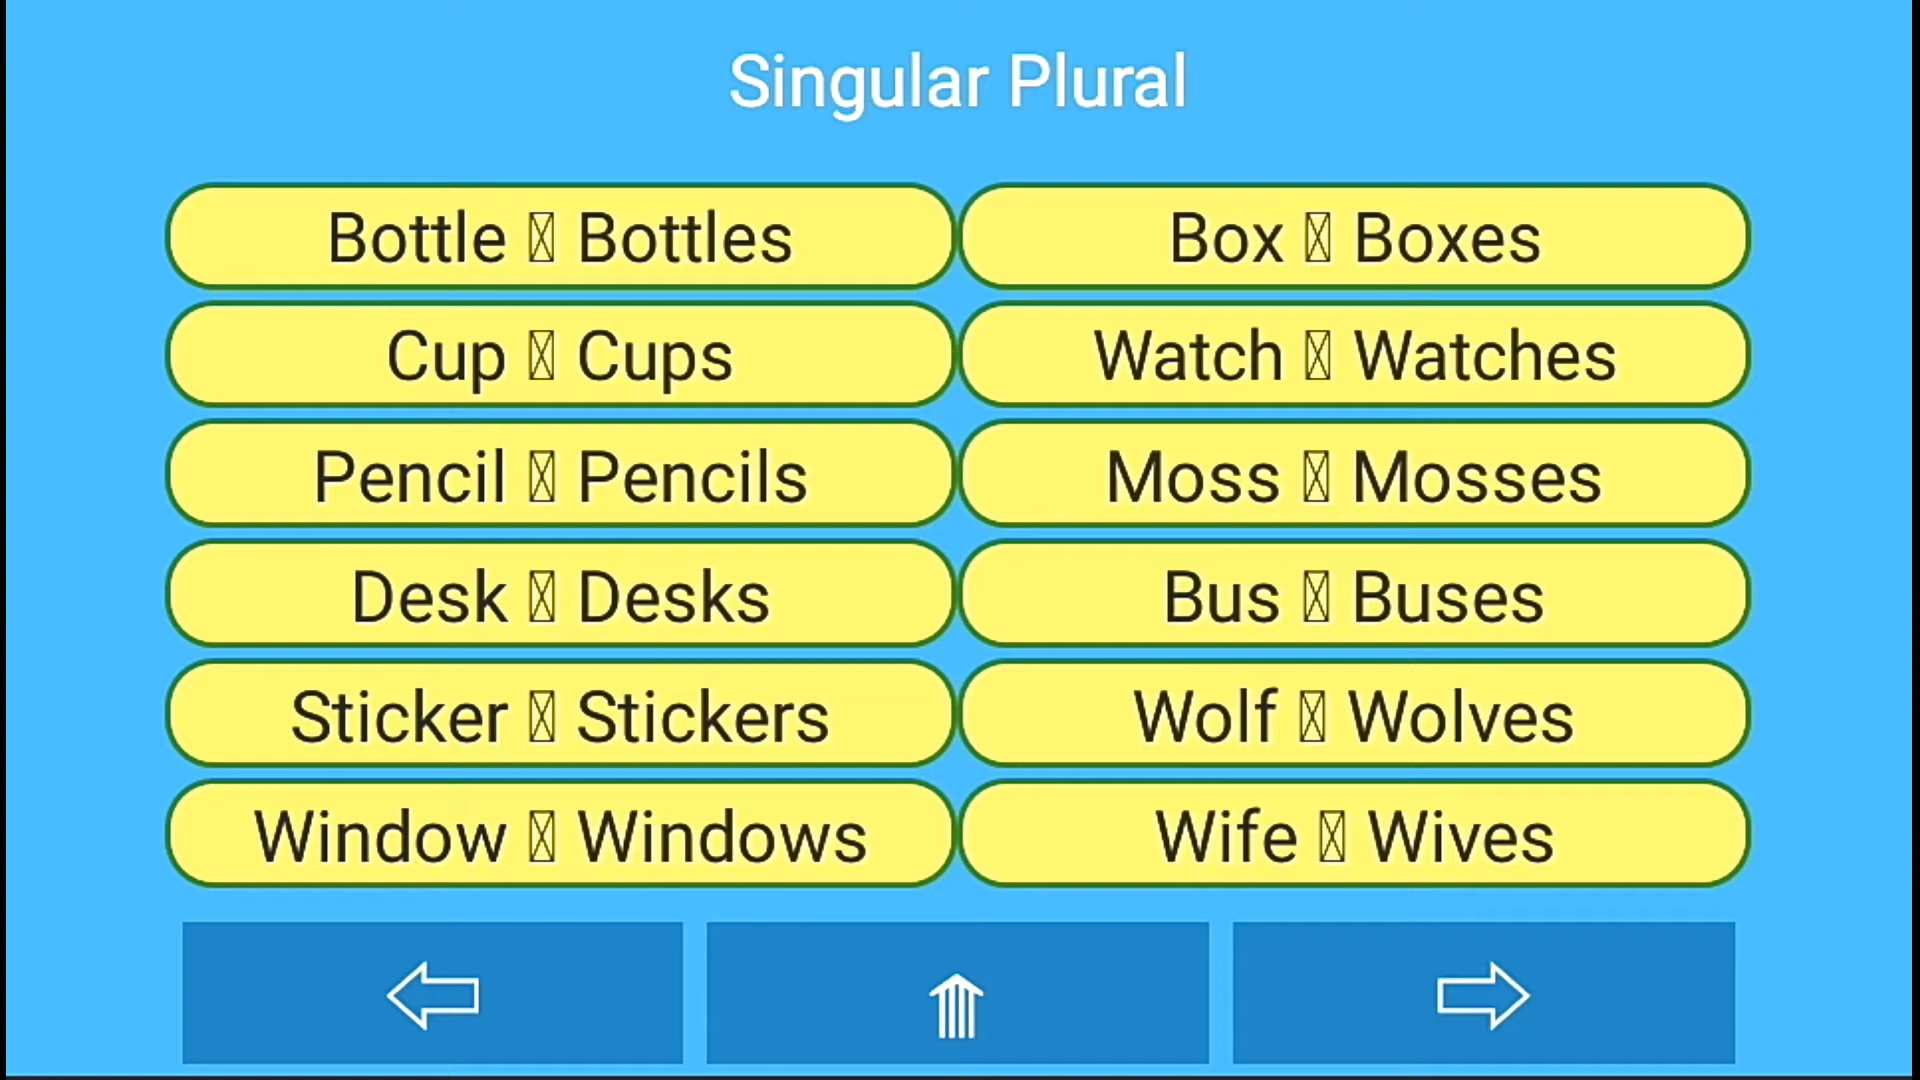 Singular Plural
Bottle Bottles
Box Boxes
Cup Cups
Watch Watches
Pencil Pencils
Moss Mosses
Desk Desks
Bus Buses
Sticker Stickers
Wolf Wolves
Window Windows
Wife Wives